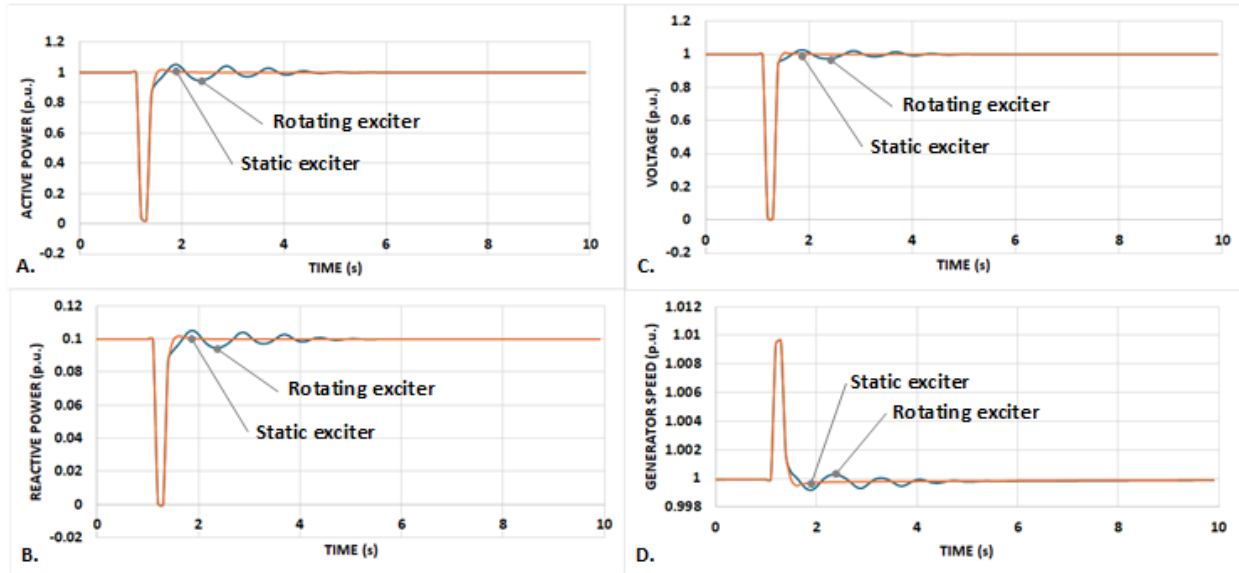 1.2
1
0.8
0.6
0.4
0.2
0
-0.2
0 2 4 6 8 10
ACTIVE POWER (p.u.)
TIME (s)
Rotating exciter
Static exciter
A.
0.12
0.1
0.08
0.06
0.04
0.02
0
-0.02
0 2 4 6 8 10
REACTIVE POWER (p.u.)
TIME (s)
Rotating exciter
Static exciter
B.
1.2
1
0.8
0.6
0.4
0.2
0
-0.2
0 2 4 6 8 10
VOLTAGE (p.u.)
TIME (s)
Rotating exciter
Static exciter
C.
1.012
1.01
1.008
1.006
1.004
1.002
1
0.998
0 2 4 6 8 10
GENERATOR SPEED (p.u.)
TIME (s)
Static exciter
Rotating exciter
D.